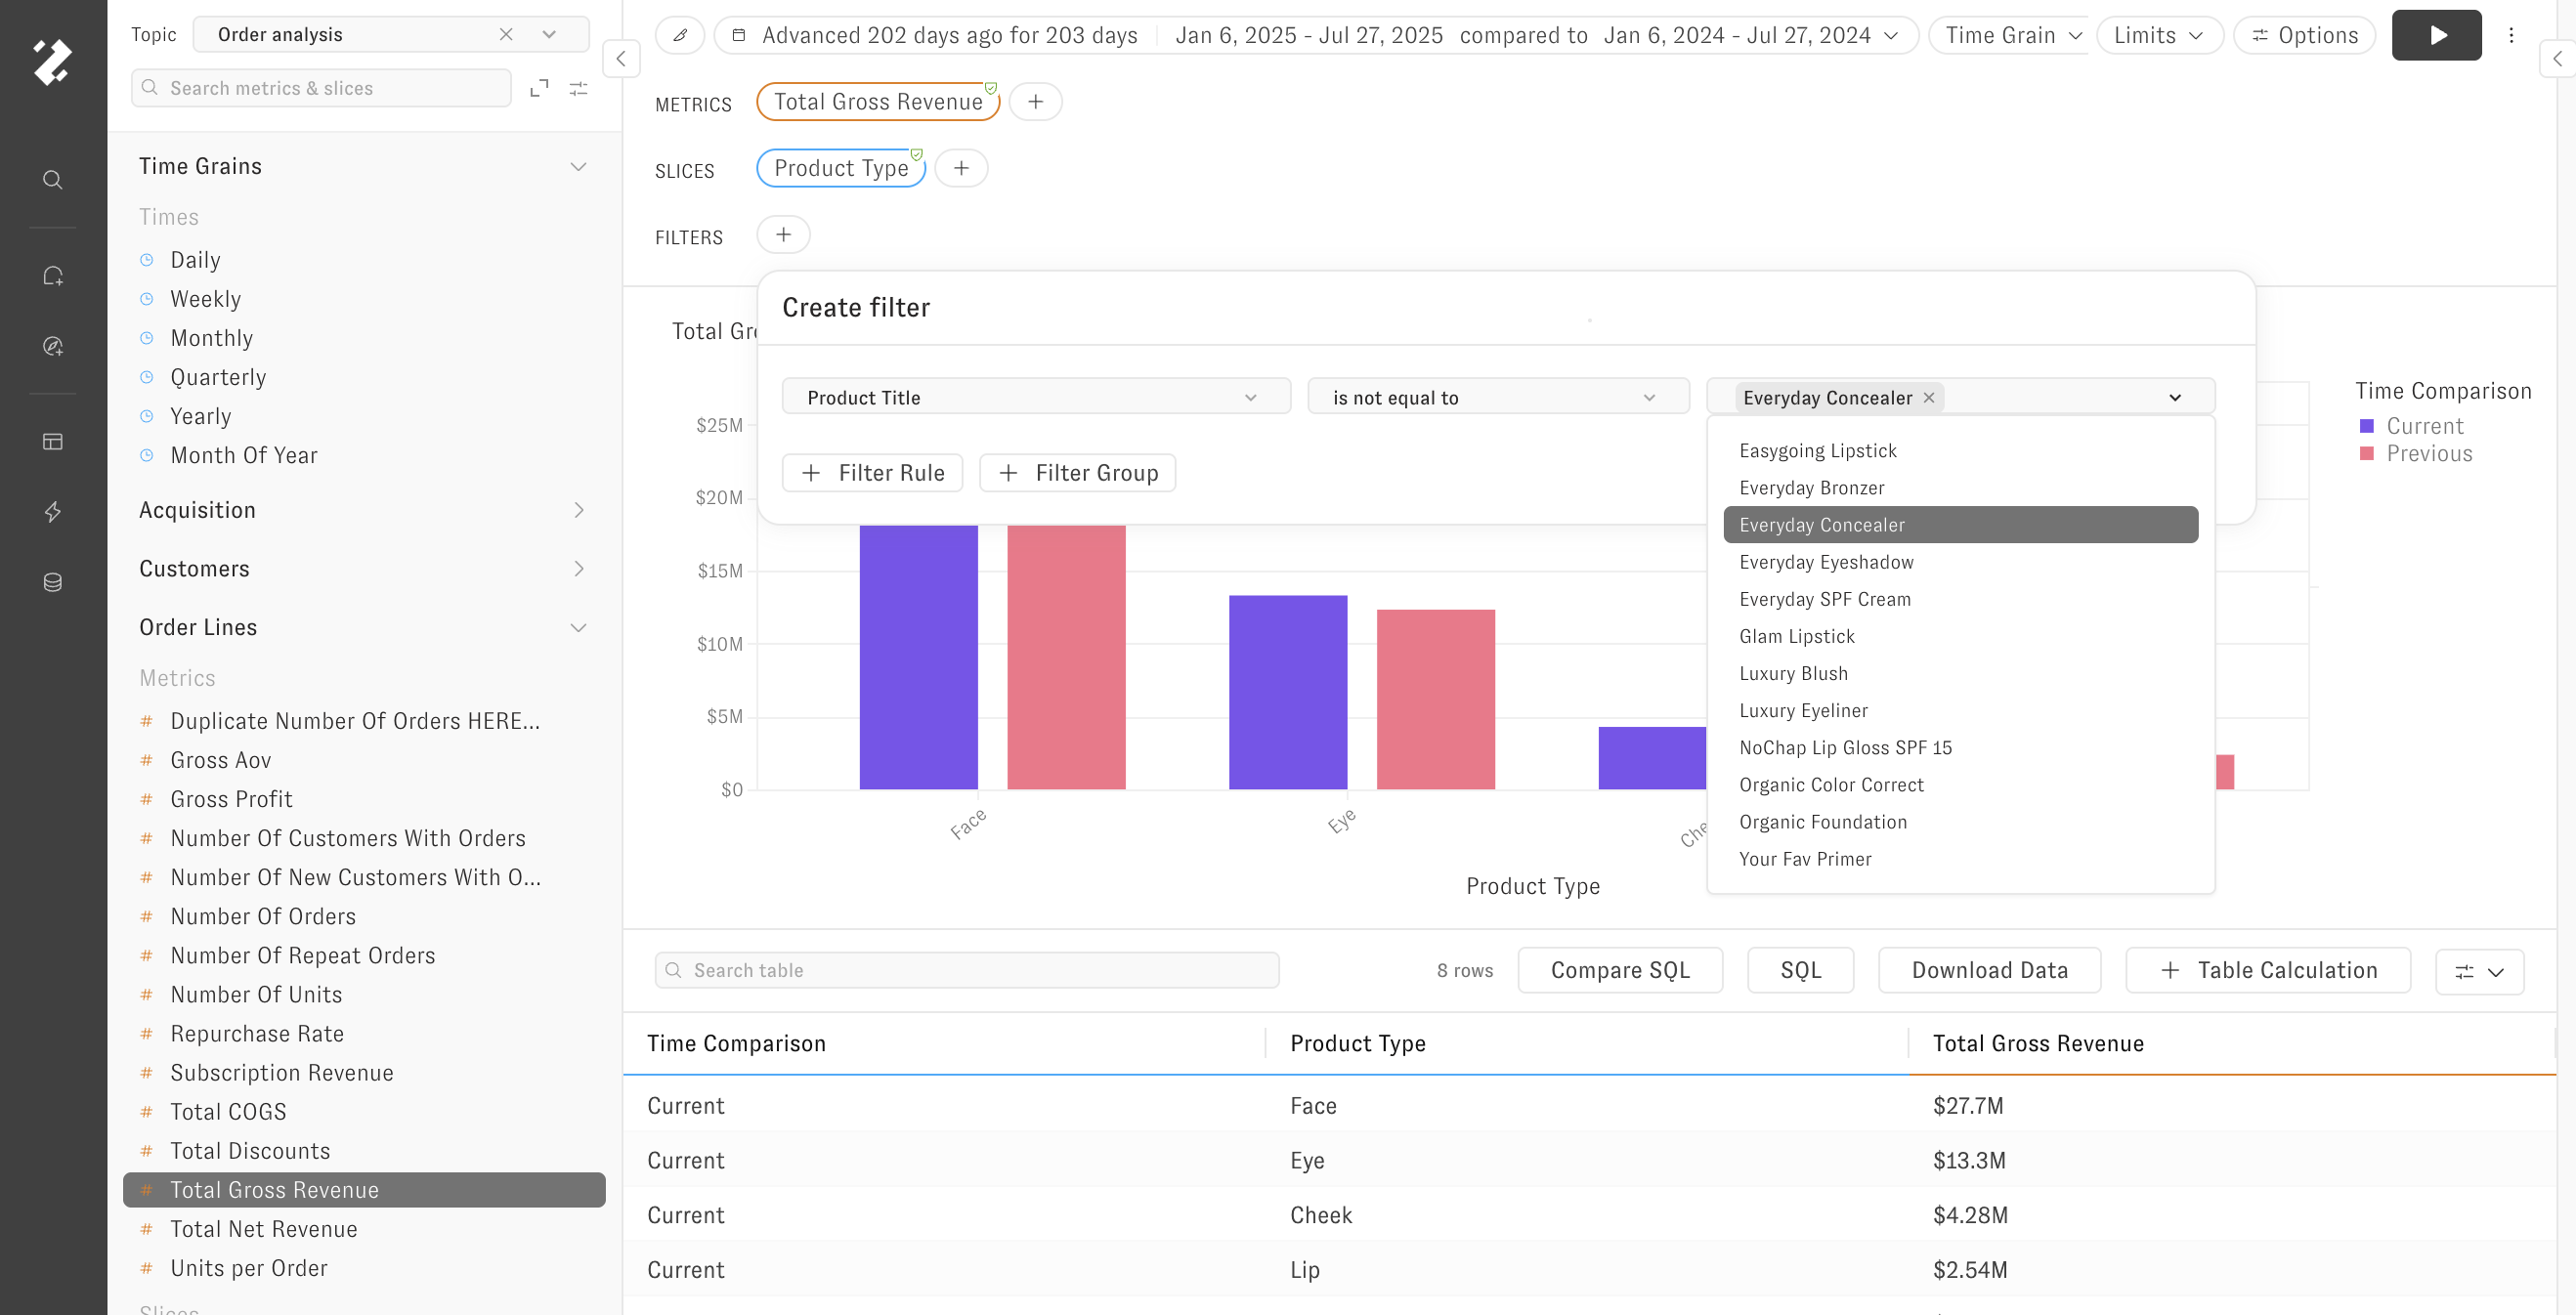 Topic
Order analysis
Search metrics & slices
Time Grains
Times
Daily
Weekly
Monthly
Quarterly
Yearly
Month Of Year
Acquisition
Customers
Order Lines
Metrics
Duplicate Number Of Orders HERE...
Gross Aov
Gross Profit
Number Of Customers With Orders
Number Of New Customers With O...
Number Of Orders
Number Of Repeat Orders
Number Of Units
Repurchase Rate
Subscription Revenue
Total COGS
Total Discounts
Total Gross Revenue
Total Net Revenue
Units per Order
Slices
Advanced 202 days ago for 203 days
Jan 6, 2025 - Jul 27, 2025 compared to Jan 6, 2024 - Jul 27, 2024
Time Grain
Limits
Options
METRICS
Total Gross Revenue
SLICES
Product Type
FILTERS
Create filter
Product Title
is not equal to
Everyday Concealer
Filter Rule
Filter Group
Easygoing Lipstick
Everyday Bronzer
Everyday Concealer
Everyday Eyeshadow
Everyday SPF Cream
Glam Lipstick
Luxury Blush
Luxury Eyeliner
NoChap Lip Gloss SPF 15
Organic Color Correct
Organic Foundation
Your Fav Primer
Total Gro
$25M
$20M
$15M
$10M
$5M
$0
Face
Eye
Che
Product Type
Time Comparison
Current
Previous
Search table
8 rows
Compare SQL
SQL
Download Data
Table Calculation
Time Comparison Product Type Total Gross Revenue
Current Face $27.7M
Current Eye $13.3M
Current Cheek $4.28M
Current Lip $2.54M